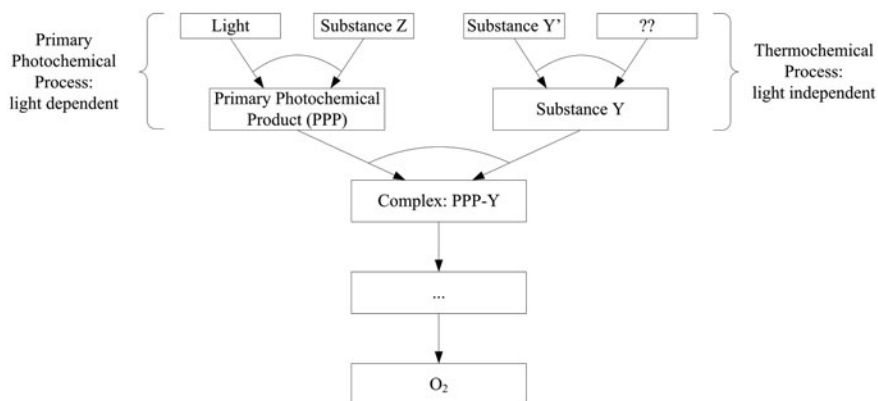 Primary
Photochemical
Process:
light dependent
Light
Substance Z
Substance Y’
??
Thermochemical
Process:
light independent
Primary Photochemical
Product (PPP)
Substance Y
Complex: PPP-Y
...
O₂